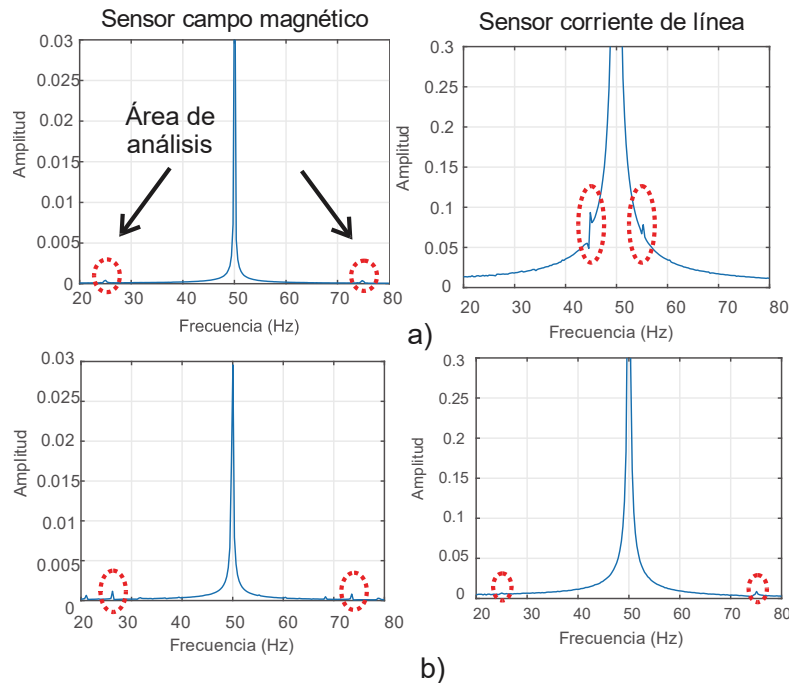 Sensor campo magnético
Sensor corriente de línea
0.03
0.025
0.02
0.015
0.01
0.005
0
Amplitud
Área de
análisis
20 30 40 50 60 70 80
Frecuencia (Hz)
0.3
0.25
0.2
0.15
0.1
0.05
0
Amplitud
20 30 40 50 60 70 80
Frecuencia (Hz)
a)
0.03
0.025
0.02
0.015
0.01
0.005
0
Amplitud
20 30 40 50 60 70 80
Frecuencia (Hz)
0.3
0.25
0.2
0.15
0.1
0.05
0
Amplitud
20 30 40 50 60 70 80
Frecuencia (Hz)
b)